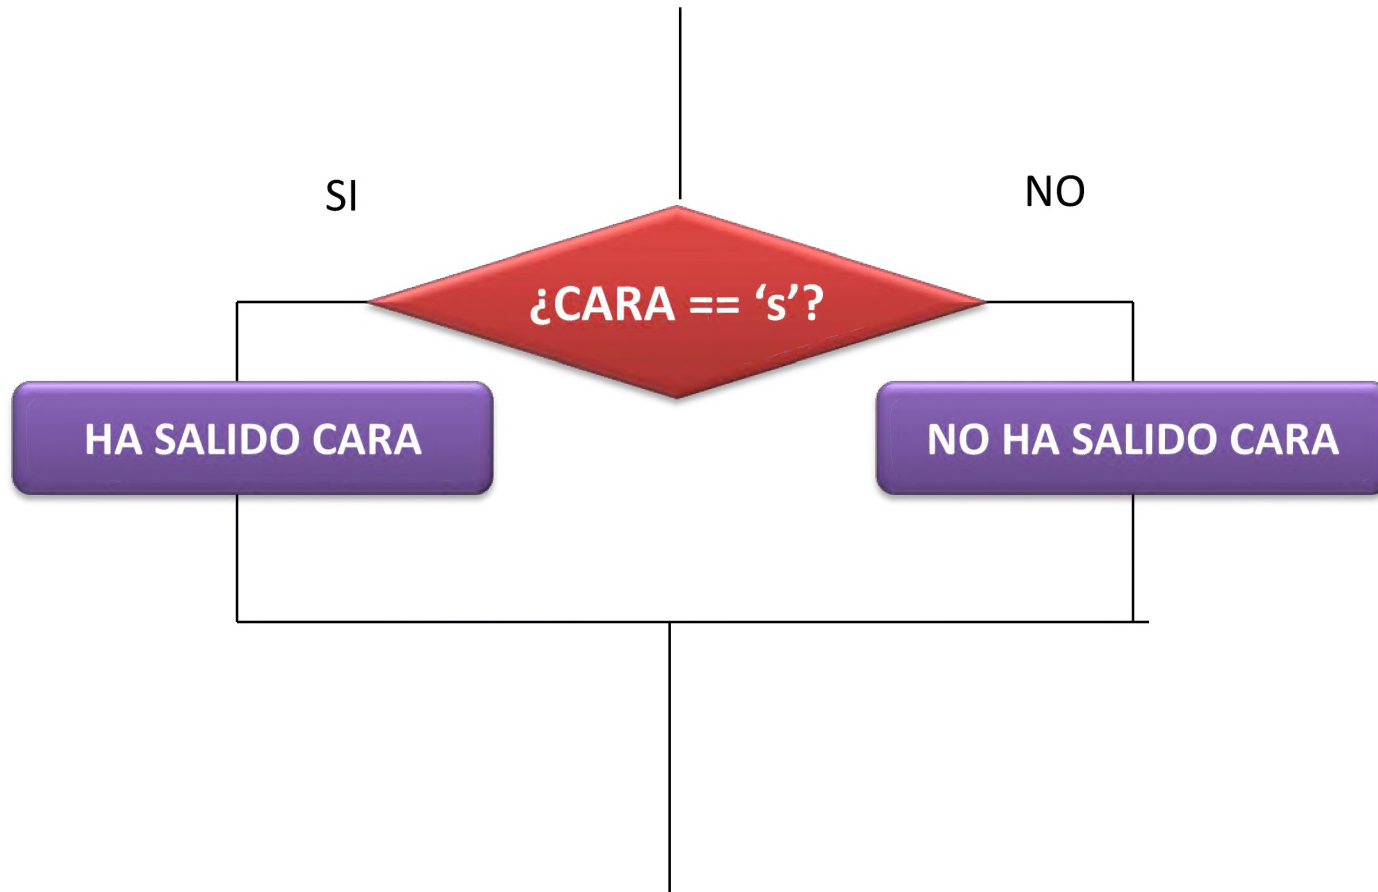 SI
NO
¿CARA == ‘s’?
HA SALIDO CARA
NO HA SALIDO CARA